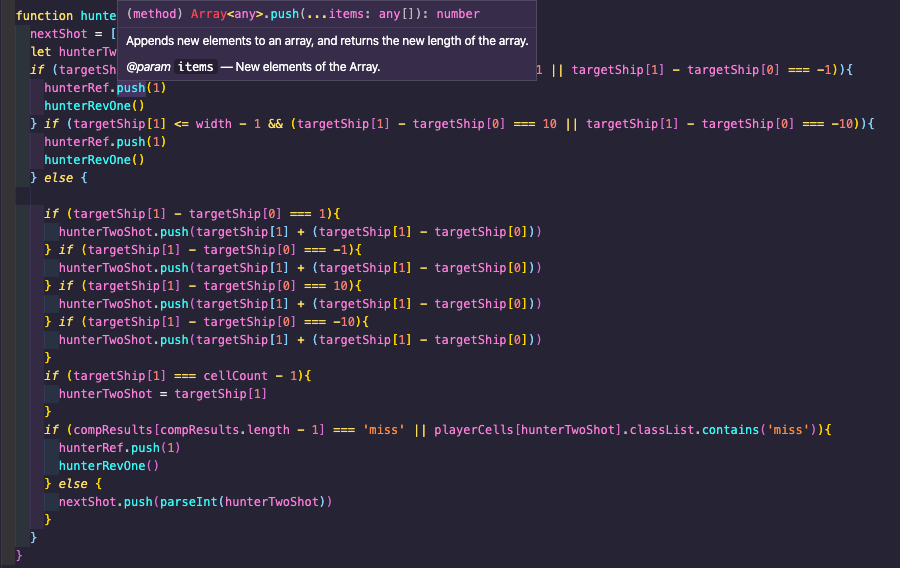 function hunte
(method) Array<any>.push(...items: any[]): number
nextShot = [
Appends new elements to an array, and returns the new length of the array.
let hunterTw
@param items — New elements of the Array.
if (targetSh 1 || targetShip[1] - targetShip[0] === -1)){
hunterRef.push(1)
hunterRevOne()
} if (targetShip[1] <= width - 1 && (targetShip[1] - targetShip[0] === 10 || targetShip[1] - targetShip[0] === -10)){
hunterRef.push(1)
hunterRevOne()
} else {
if (targetShip[1] - targetShip[0] === 1){
hunterTwoShot.push(targetShip[1] + (targetShip[1] - targetShip[0]))
} if (targetShip[1] - targetShip[0] === -1){
hunterTwoShot.push(targetShip[1] + (targetShip[1] - targetShip[0]))
} if (targetShip[1] - targetShip[0] === 10){
hunterTwoShot.push(targetShip[1] + (targetShip[1] - targetShip[0]))
} if (targetShip[1] - targetShip[0] === -10){
hunterTwoShot.push(targetShip[1] + (targetShip[1] - targetShip[0]))
}
if (targetShip[1] === cellCount - 1){
hunterTwoShot = targetShip[1]
}
if (compResults[compResults.length - 1] === 'miss' || playerCells[hunterTwoShot].classList.contains('miss')){
hunterRef.push(1)
hunterRevOne()
} else {
nextShot.push(parseInt(hunterTwoShot))
}
}
}